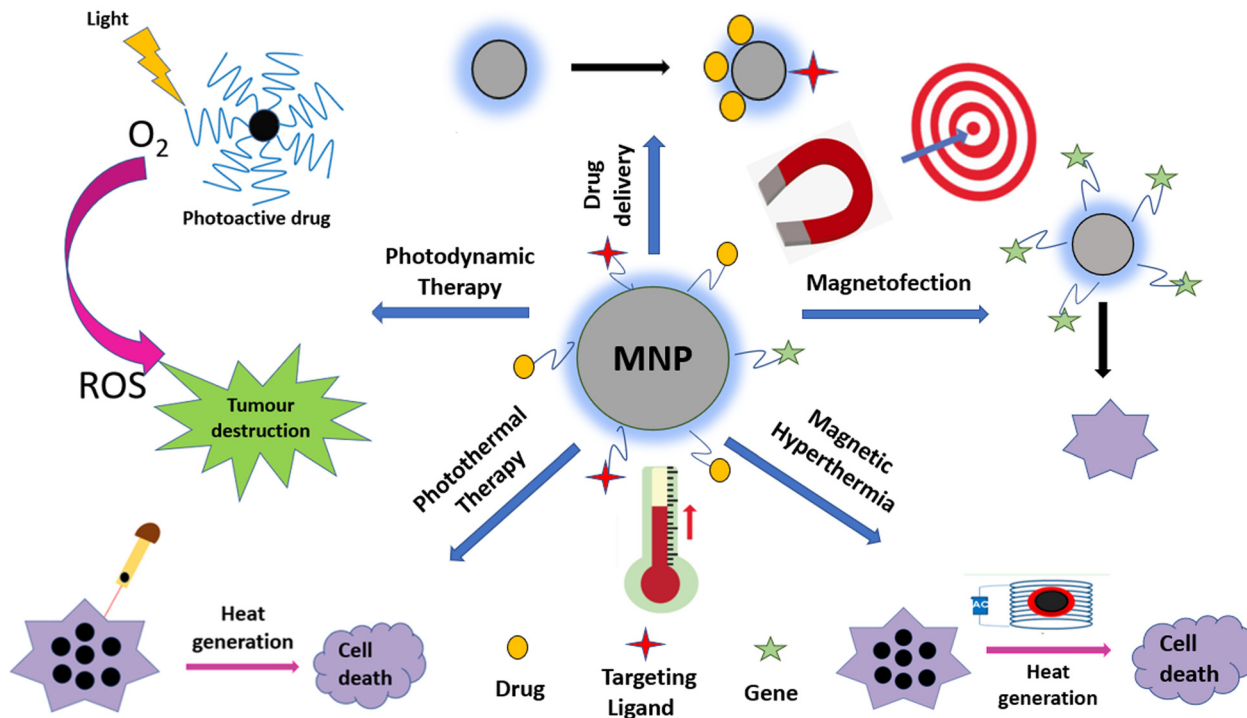 Light
O2
Photoactive drug
ROS
Tumour
destruction
Photodynamic
Therapy
Drug
delivery
Magnetofection
MNP
Photothermal
Therapy
Magnetic
Hyperthermia
Heat
generation
Cell
death
Drug
Targeting
Ligand
Gene
AC
Heat
generation
Cell
death